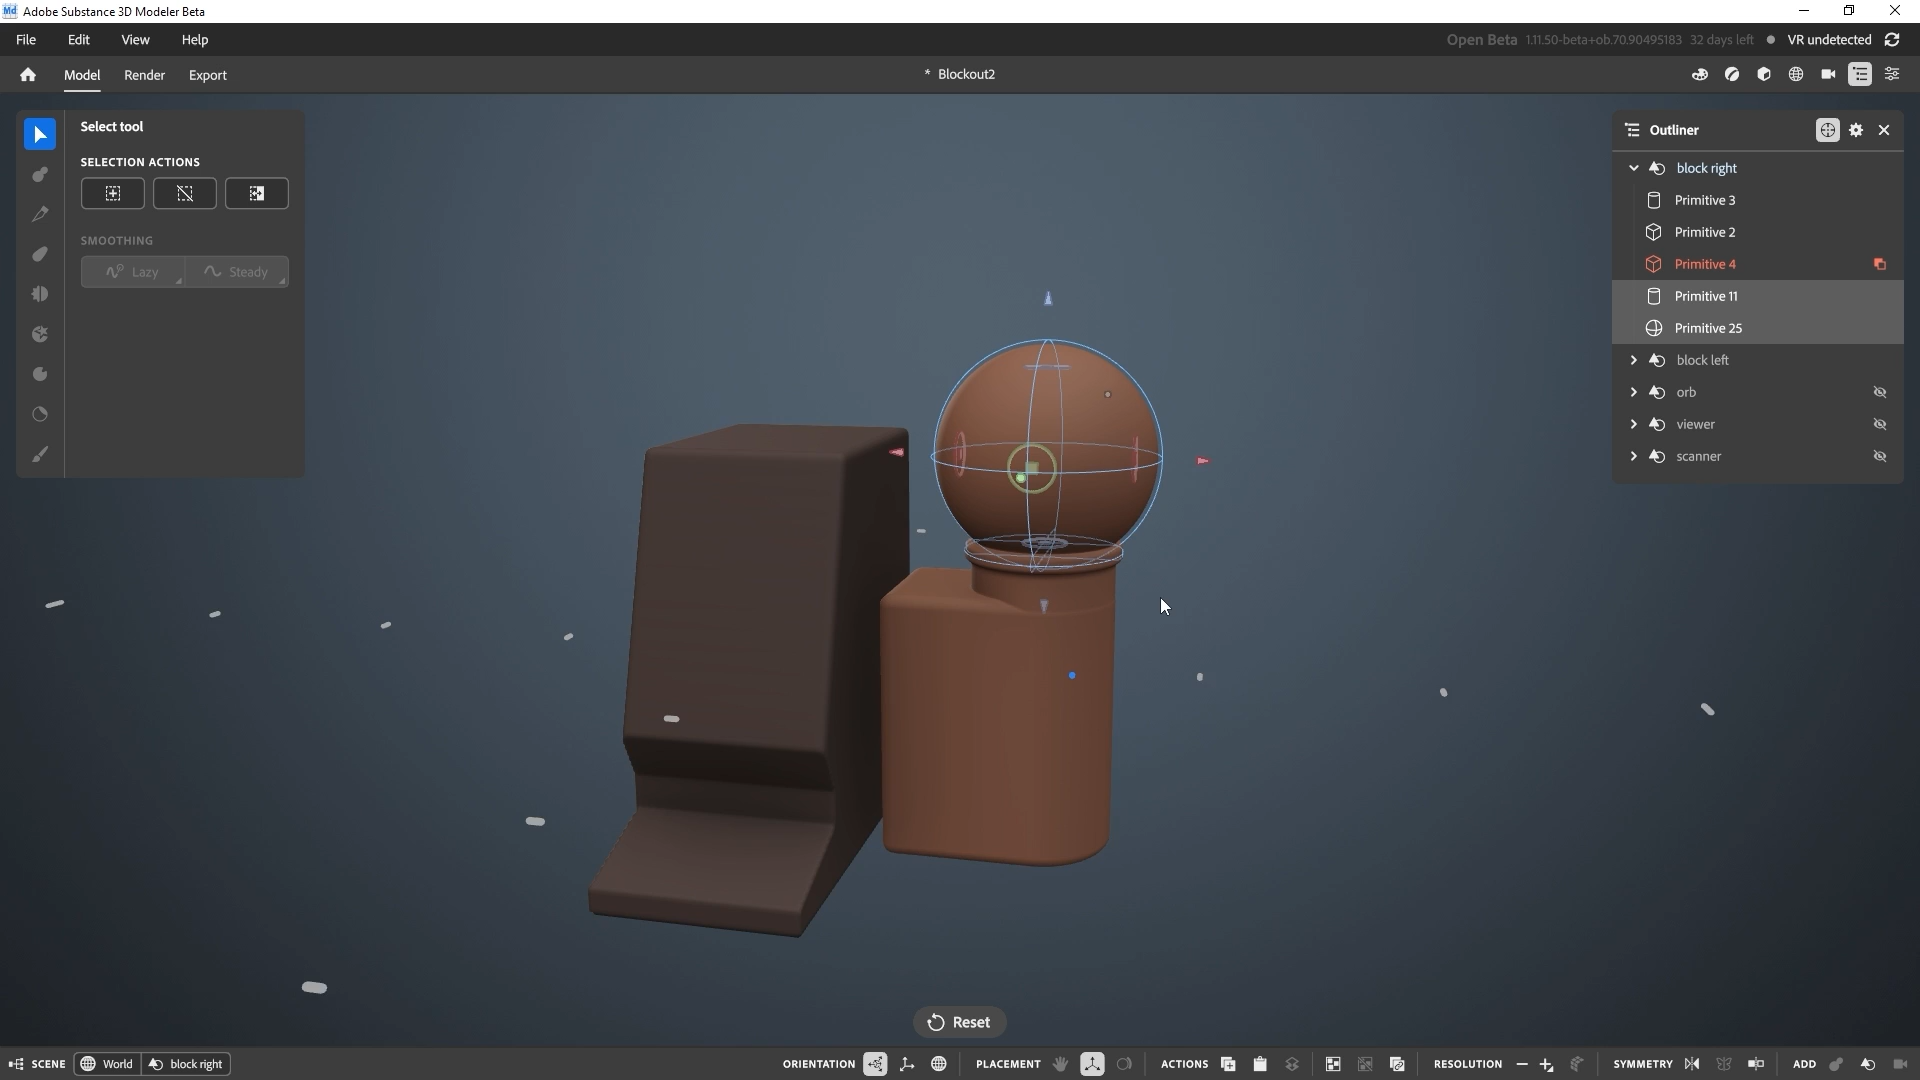 Md Adobe Substance 3D Modeler Beta
File Edit View Help
Open Beta 1.11.50-beta+ob.70.90495183 32 days left VR undetected
Model Render Export
* Blockout2
Select tool
SELECTION ACTIONS
SMOOTHING
Lazy Steady
Outliner
block right
Primitive 3
Primitive 2
Primitive 4
Primitive 11
Primitive 25
block left
orb
viewer
scanner
Reset
SCENE World block right
ORIENTATION PLACEMENT ACTIONS RESOLUTION SYMMETRY ADD